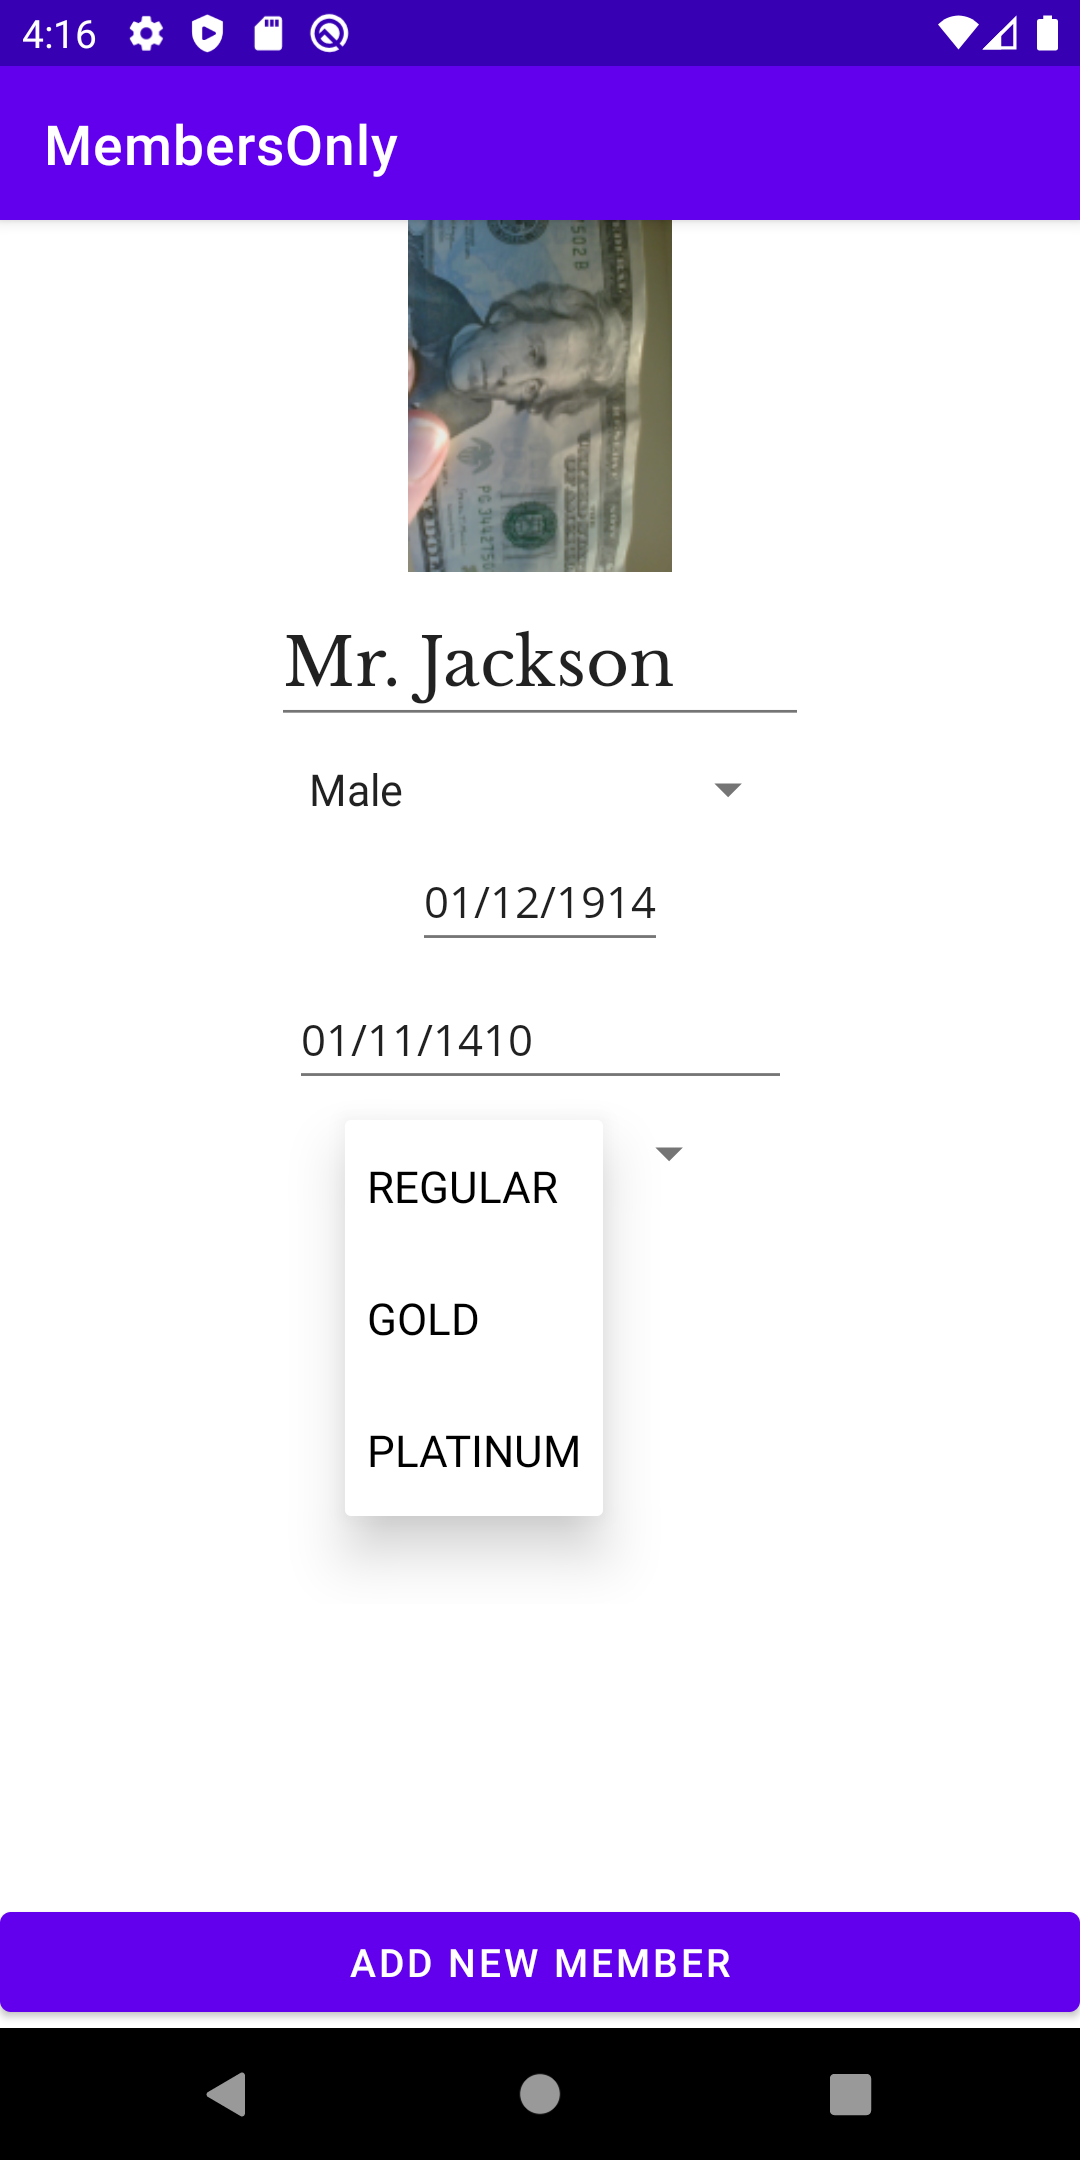 4:16
MembersOnly
Mr. Jackson
Male
01/12/1914
01/11/1410
REGULAR
GOLD
PLATINUM
ADD NEW MEMBER